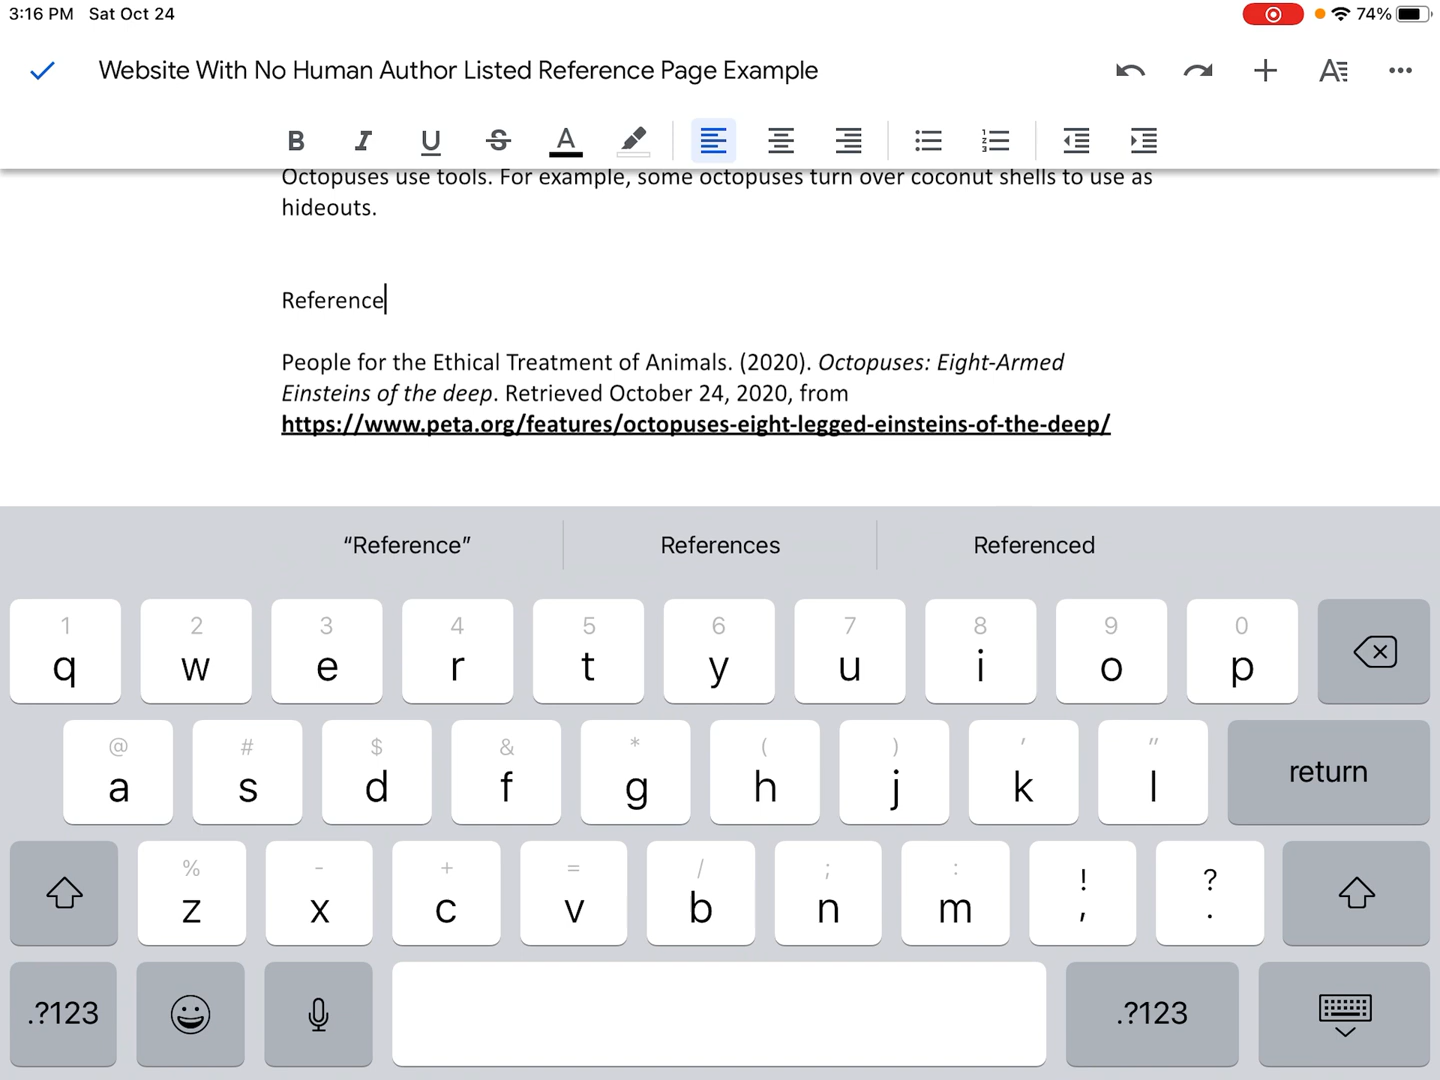 3:16 PM Sat Oct 24 74%
Website With No Human Author Listed Reference Page Example
B I U S A
Octopuses use tools. For example, some octopuses turn over coconut shells to use as
hideouts.
Reference
People for the Ethical Treatment of Animals. (2020). Octopuses: Eight-Armed
Einsteins of the deep. Retrieved October 24, 2020, from
https://www.peta.org/features/octopuses-eight-legged-einsteins-of-the-deep/
“Reference” References Referenced
1 2 3 4 5 6 7 8 9 0
q w e r t y u i o p
@ # $ & * ( ) ' "
a s d f g h j k l return
% - + = / ; : ! ?
z x c v b n m , .
.?123 .?123